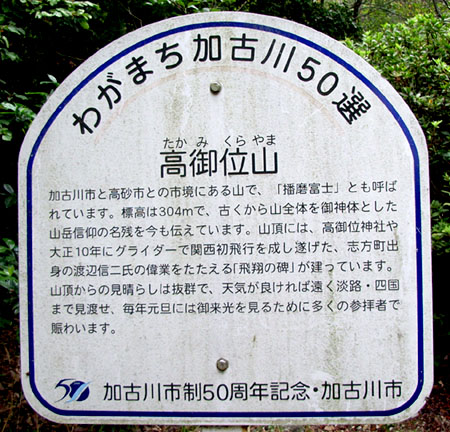 わがまち加古川50選
たかみくらやま
高御位山
加古川市と高砂市との市境にある山で、「播磨富士」とも呼ば
れています。標高は304mで、古くから山全体を御神体とした
山岳信仰の名残を今も伝えています。山頂には、高御位神社や
大正10年にグライダーで関西初飛行を成し遂げた、志方町出
身の渡辺信二氏の偉業をたたえる「飛翔の碑」が建っています。
山頂からの見晴らしは抜群で、天気が良ければ遠く淡路・四国
まで見渡せ、毎年元旦には御来光を見るために多くの参拝者で
賑わいます。
50 加古川市制50周年記念・加古川市